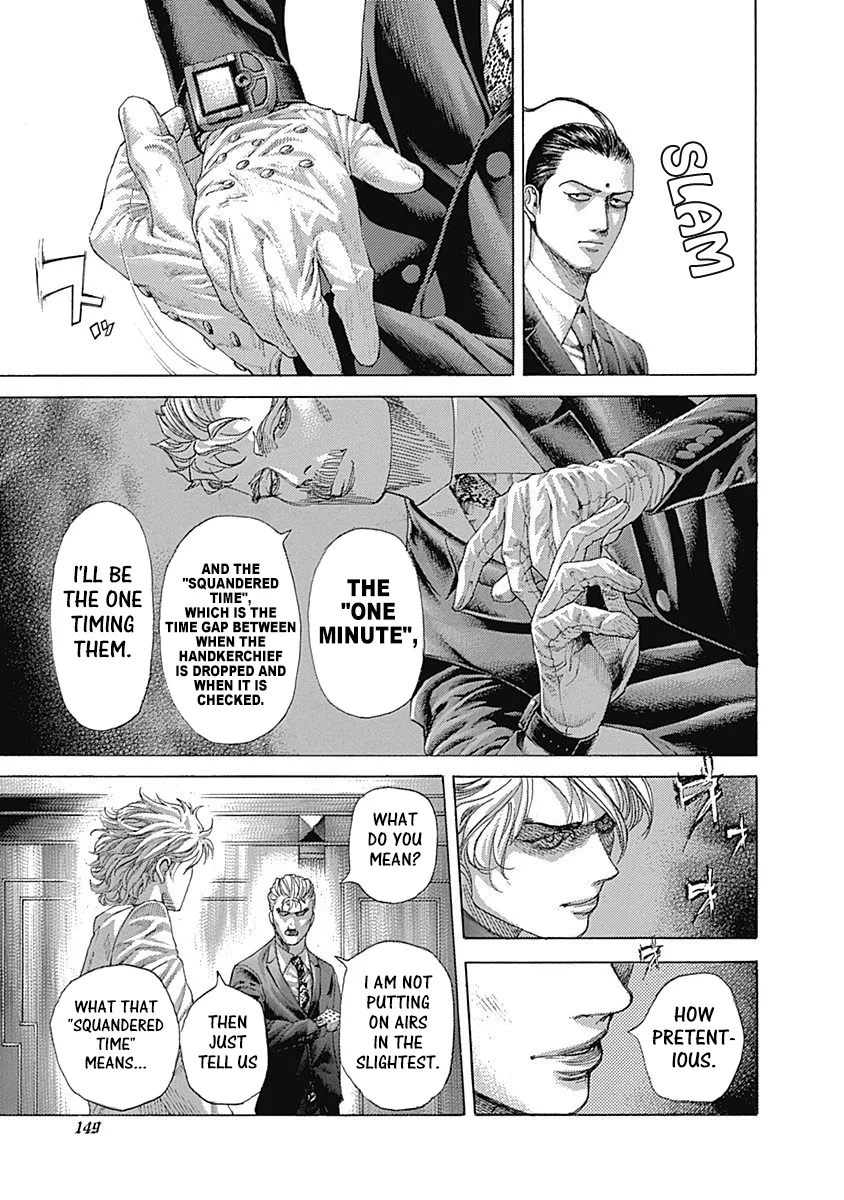 SLAM
ド
THE
"ONE
MINUTE",
AND THE
"SQUANDERED
TIME",
WHICH IS THE
TIME GAP BETWEEN
WHEN THE
HANDKERCHIEF
IS DROPPED AND
WHEN IT IS
CHECKED.
I'LL BE
THE ONE
TIMING
THEM.
HOW
PRETENT-
IOUS.
WHAT
DO YOU
MEAN?
I AM NOT
PUTTING
ON AIRS
IN THE
SLIGHTEST.
THEN
JUST
TELL US
WHAT THAT
"SQUANDERED
TIME"
MEANS...
149